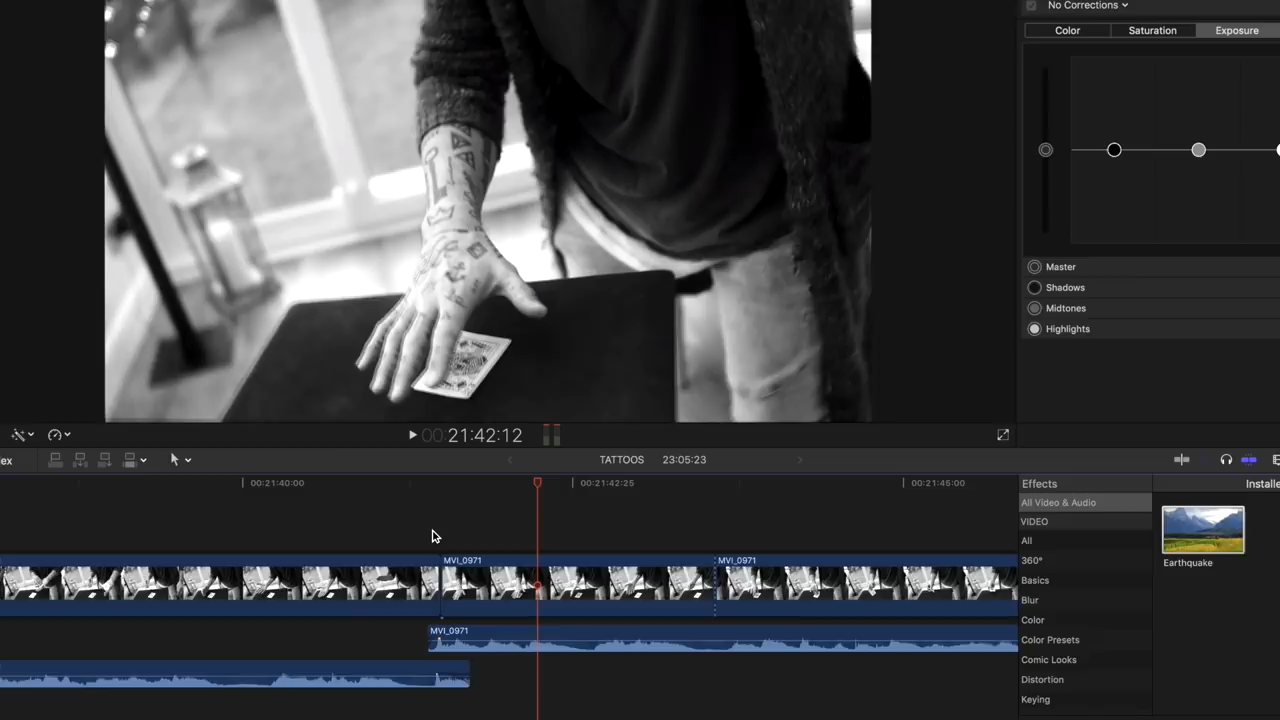 No Corrections
Color
Saturation
Exposure
Master
Shadows
Midtones
Highlights
00:21:42:12
ex
TATTOOS
23:05:23
00:21:40:00
00:21:42:25
00:21:45:00
Effects
Installe
All Video & Audio
VIDEO
All
360°
Basics
Blur
Color
Color Presets
Comic Looks
Distortion
Keying
Earthquake
MVI_0971
MVI_0971
MVI_0971